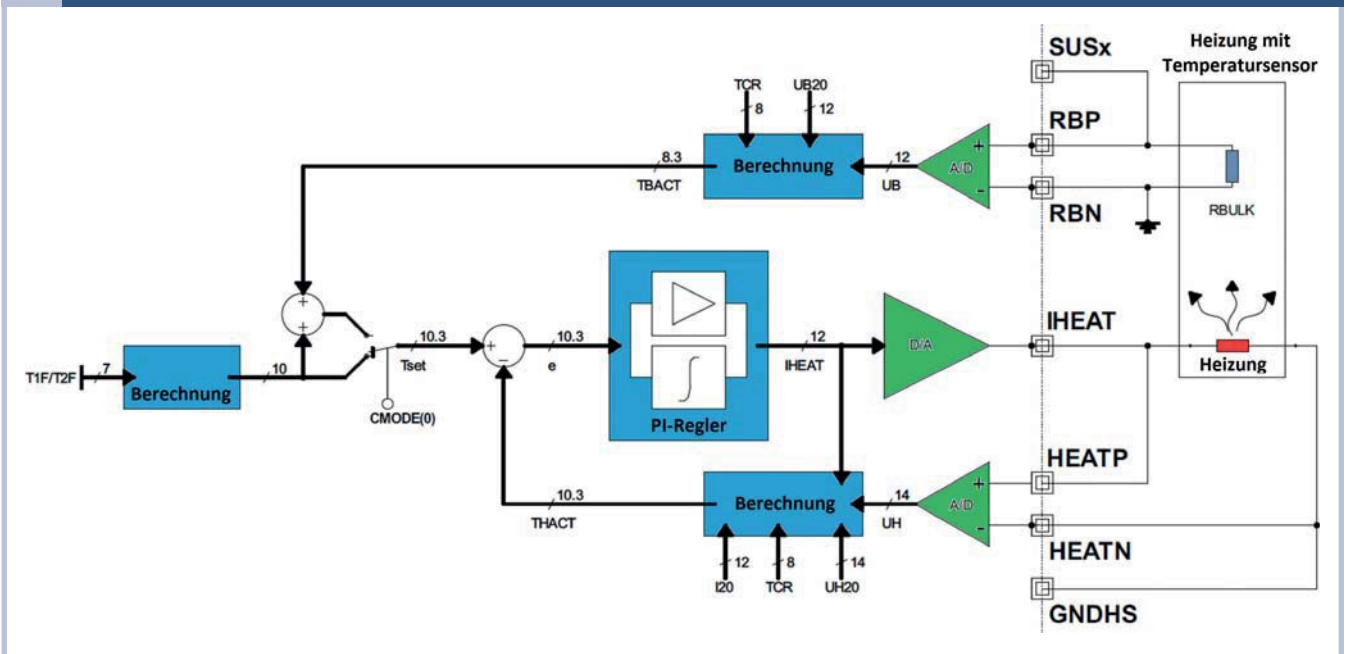 SUSx
Heizung mit
Temperatursensor
TCR
UB20
8
12
RBP
Berechnung
8.3
TBACT
12
UB
A/D
+
-
RBN
RBULK
+
+
T1F/T2F
7
Berechnung
10
10.3
Tset
CMODE(0)
+
-
10.3
e
PI-Regler
12
IHEAT
D/A
IHEAT
Heizung
HEATP
10.3
THACT
Berechnung
14
UH
A/D
+
-
HEATN
12
8
14
I20
TCR
UH20
GNDHS